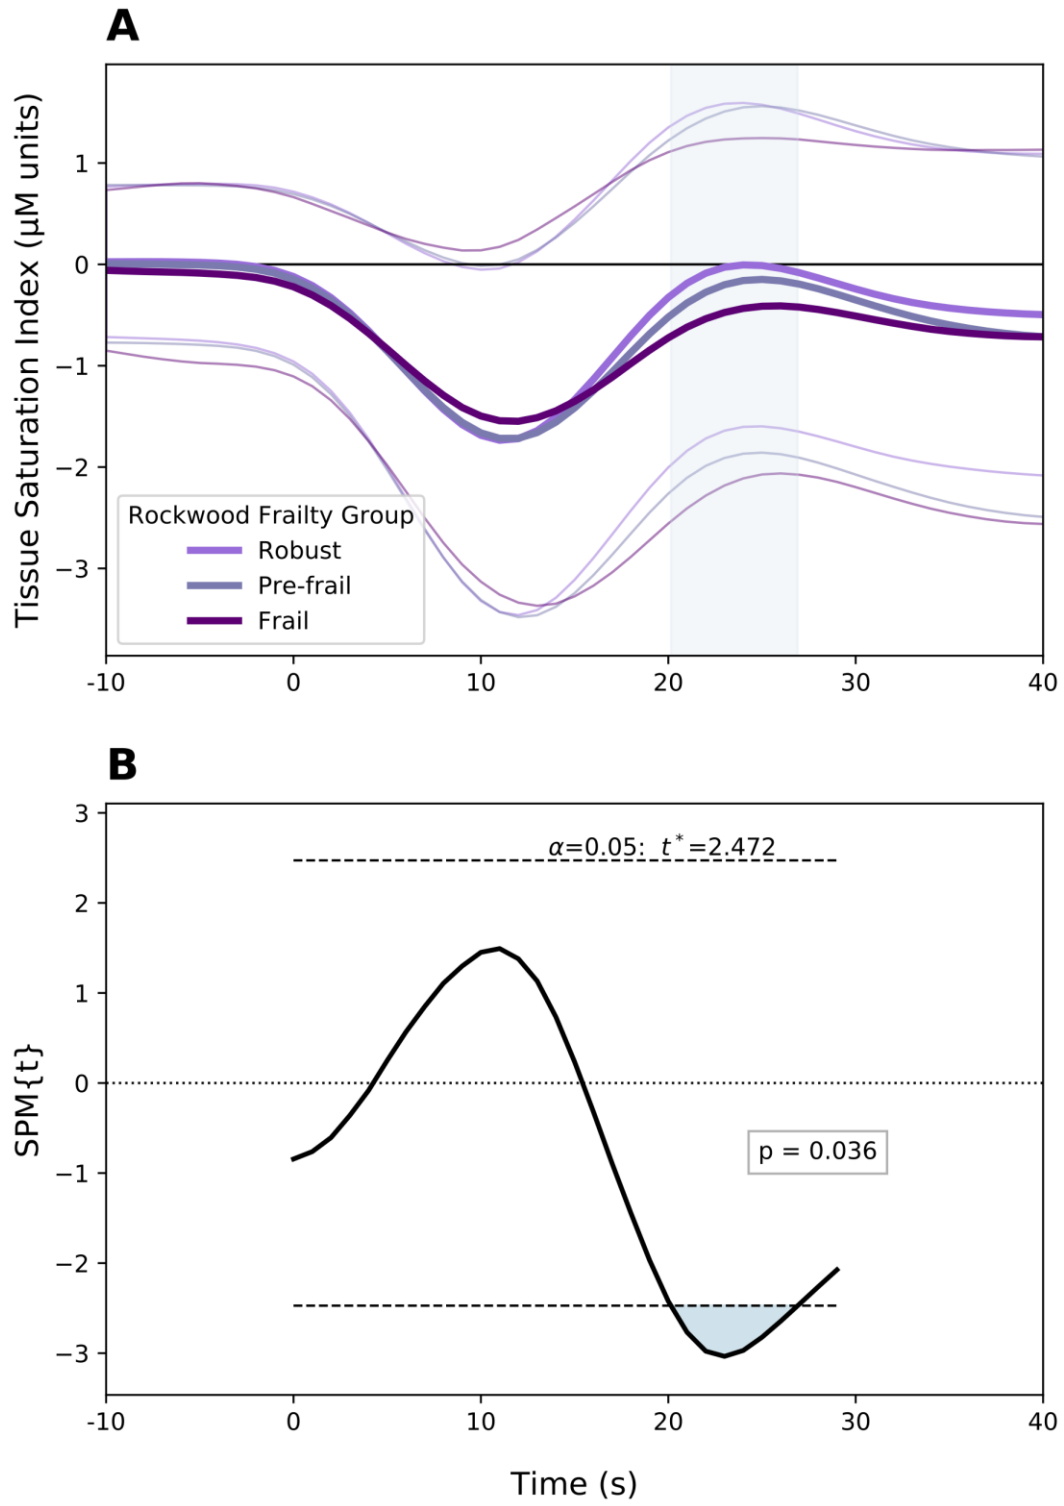 A
Tissue Saturation Index (μM units)
1
0
−1
−2
−3
Rockwood Frailty Group
Robust
Pre-frail
Frail
-10 0 10 20 30 40
B
SPM{t}
3
2
1
0
−1
−2
−3
α=0.05: t*=2.472
p = 0.036
-10 0 10 20 30 40
Time (s)